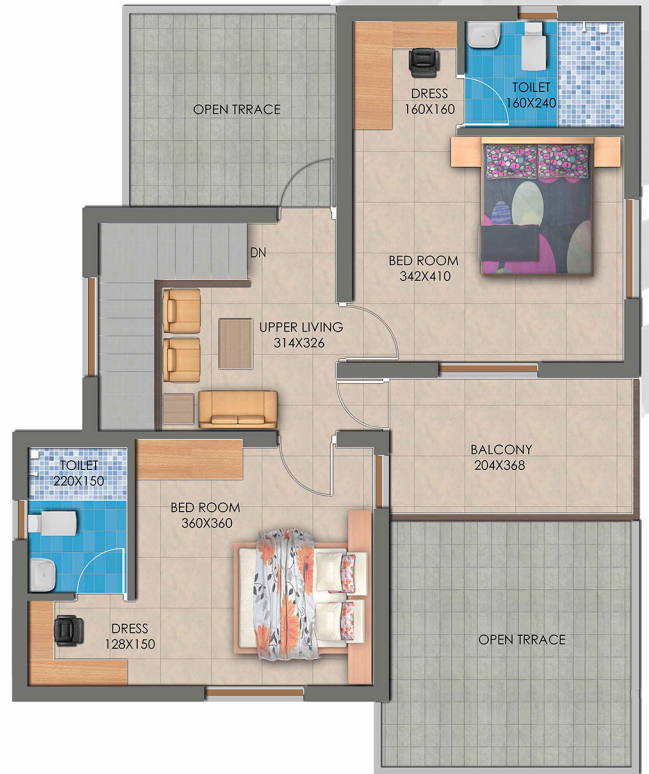 OPEN TRRACE
DRESS
160X160
TOILET
160X240
DN
BED ROOM
342X410
UPPER LIVING
314X326
BALCONY
204X368
TOILET
220X150
BED ROOM
360X360
DRESS
128X150
OPEN TRRACE